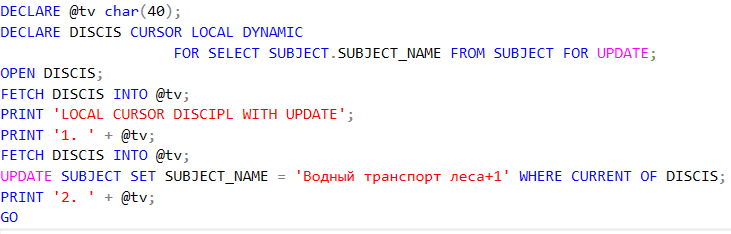 DECLARE @tv char(40);
DECLARE DISCIS CURSOR LOCAL DYNAMIC
FOR SELECT SUBJECT.SUBJECT_NAME FROM SUBJECT FOR UPDATE;
OPEN DISCIS;
FETCH DISCIS INTO @tv;
PRINT 'LOCAL CURSOR DISCIPL WITH UPDATE';
PRINT '1. ' + @tv;
FETCH DISCIS INTO @tv;
UPDATE SUBJECT SET SUBJECT_NAME = 'Водный транспорт леса+1' WHERE CURRENT OF DISCIS;
PRINT '2. ' + @tv;
GO